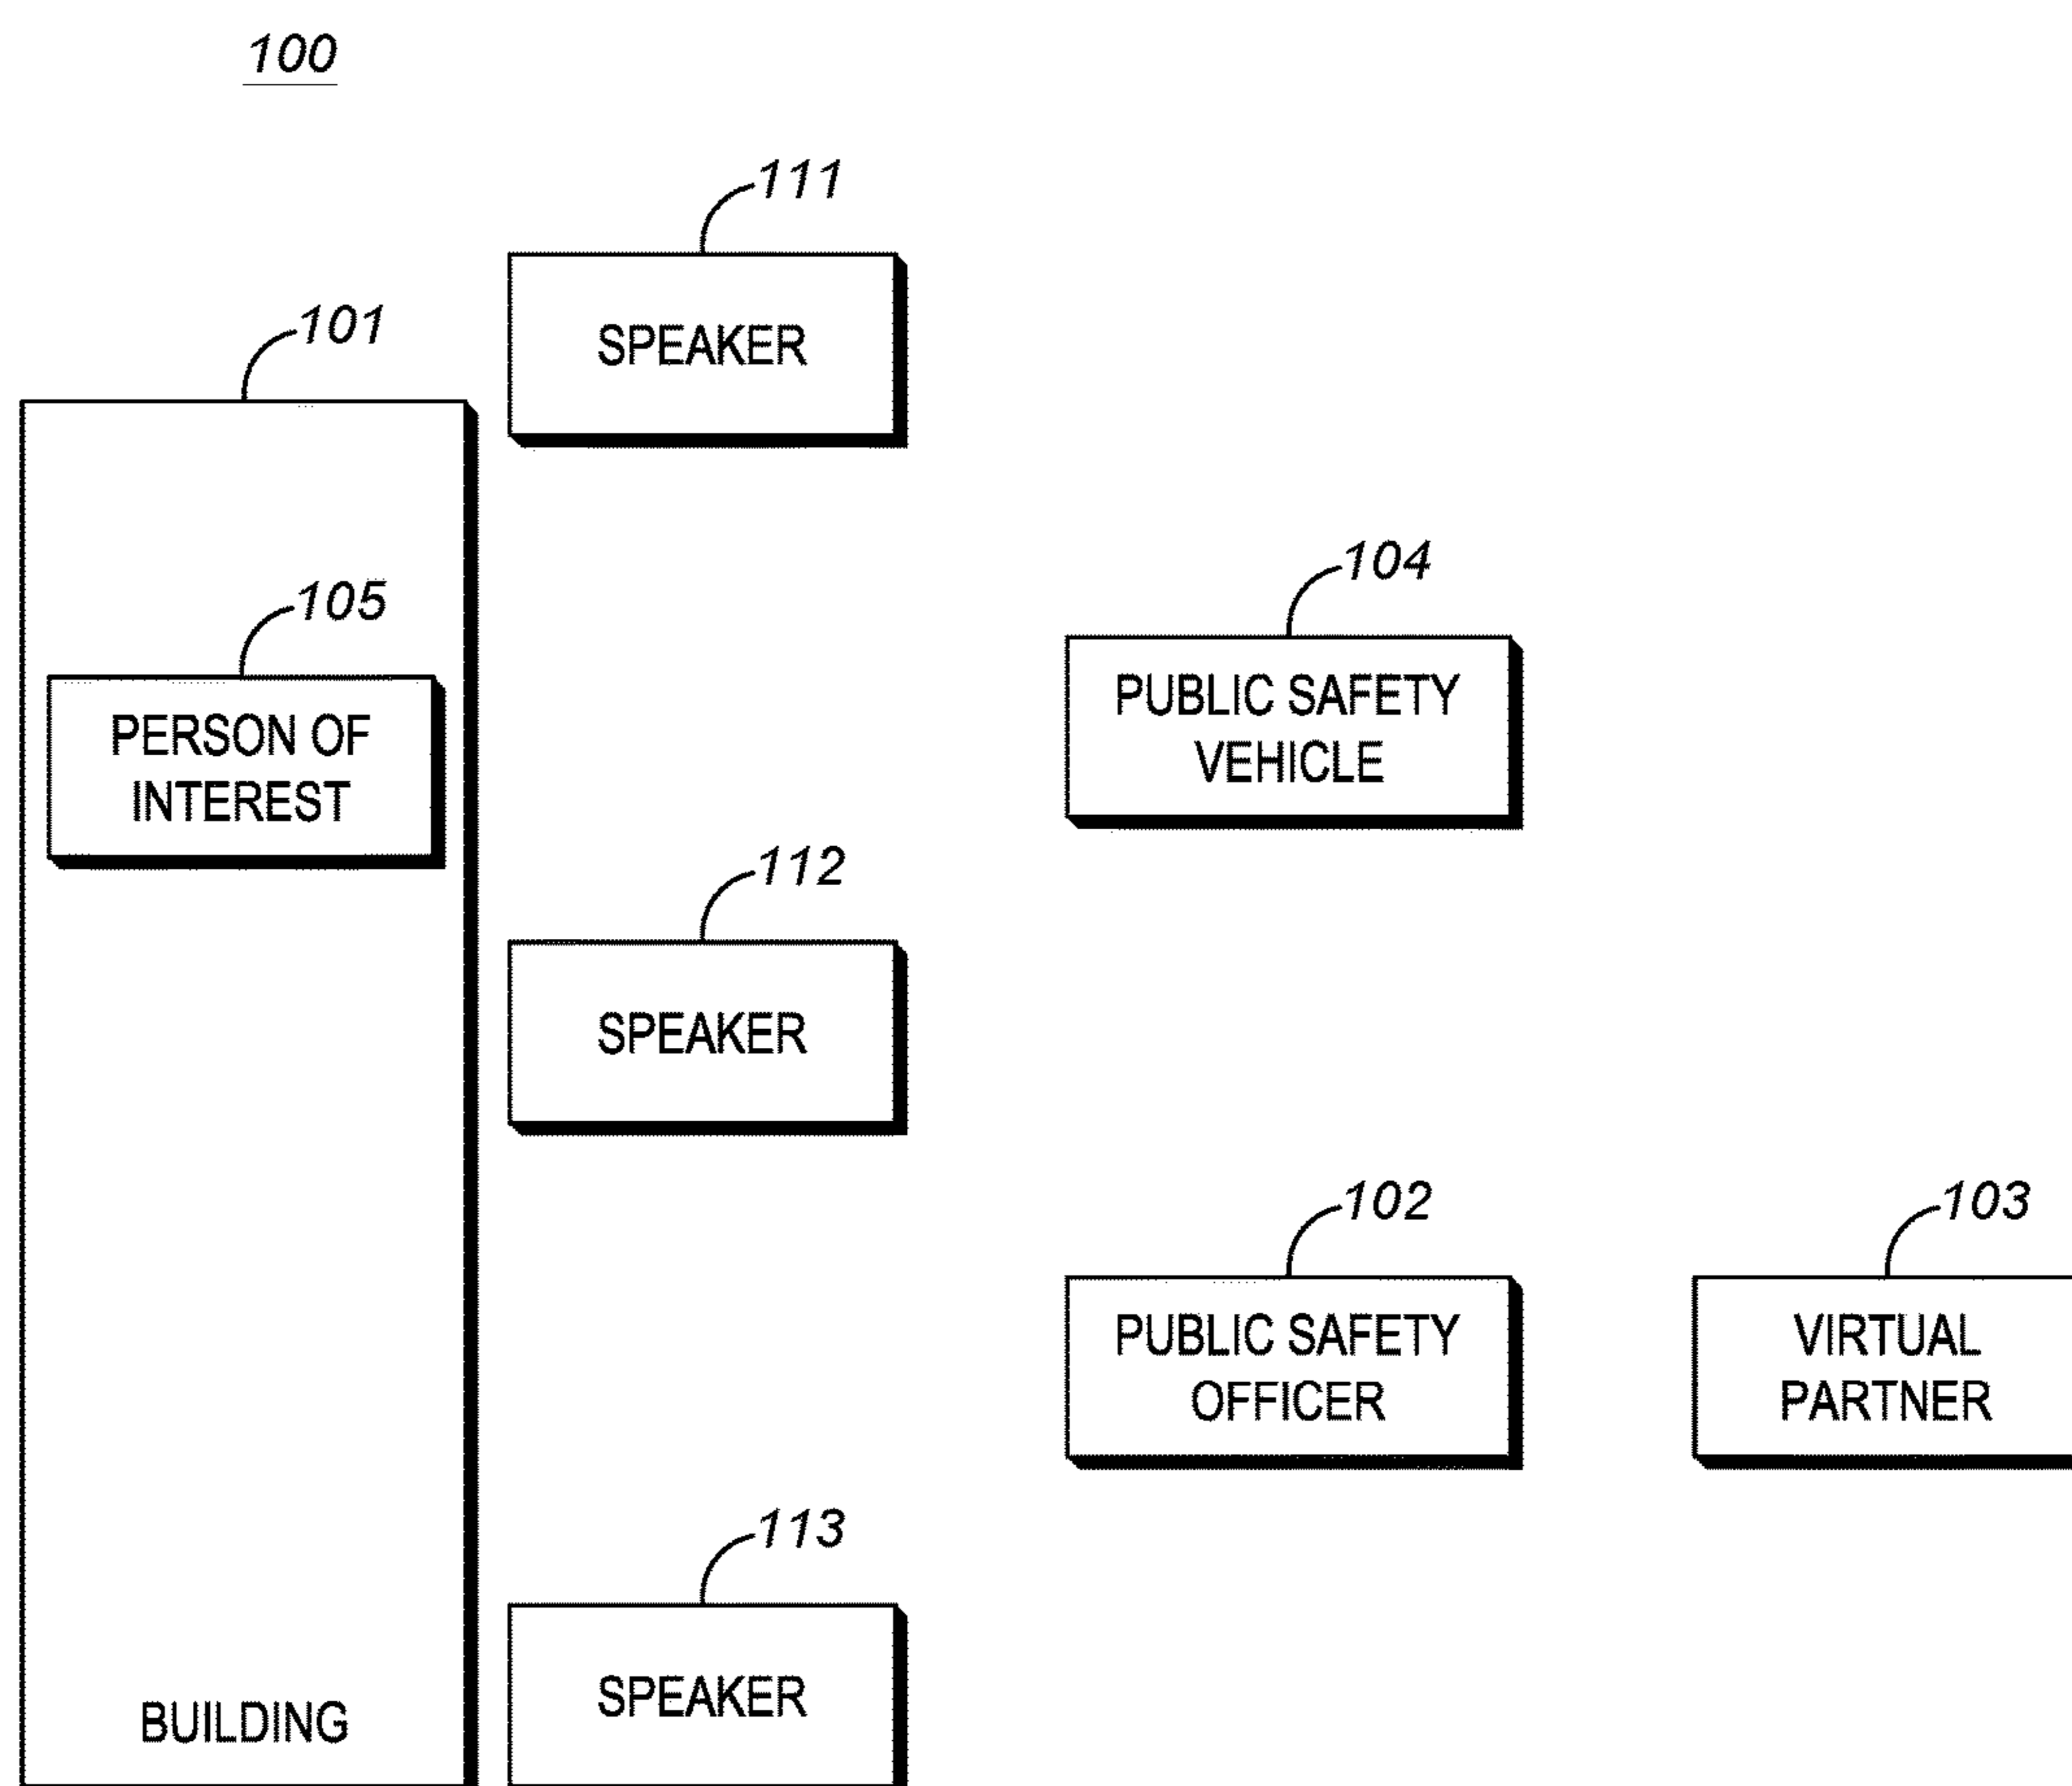 100
111
SPEAKER
101
105
PERSON OF
INTEREST
104
PUBLIC SAFETY
VEHICLE
112
SPEAKER
102
PUBLIC SAFETY
OFFICER
103
VIRTUAL
PARTNER
113
SPEAKER
BUILDING